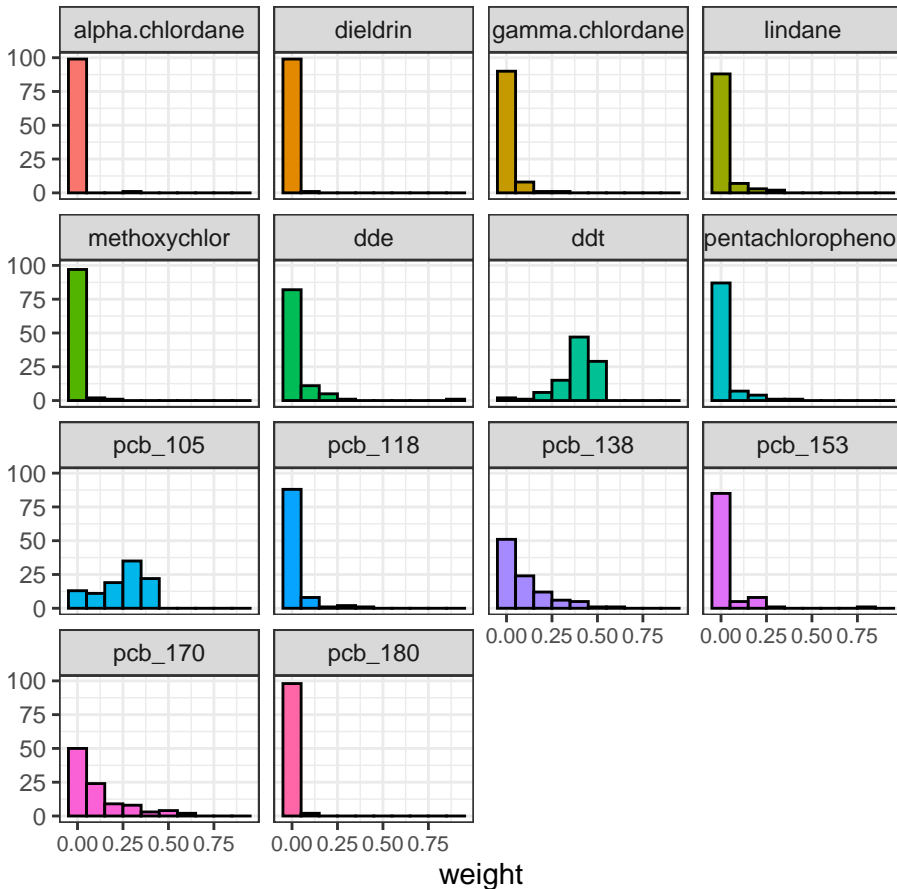 alpha.chlordane dieldrin gamma.chlordane lindane
100
75
50
25
0
methoxychlor dde ddt pentachloropheno
100
75
50
25
0
pcb_105 pcb_118 pcb_138 pcb_153
100
75
50
25
0
0.00 0.25 0.50 0.75 0.00 0.25 0.50 0.75
pcb_170 pcb_180
100
75
50
25
0
0.00 0.25 0.50 0.75 0.00 0.25 0.50 0.75
weight